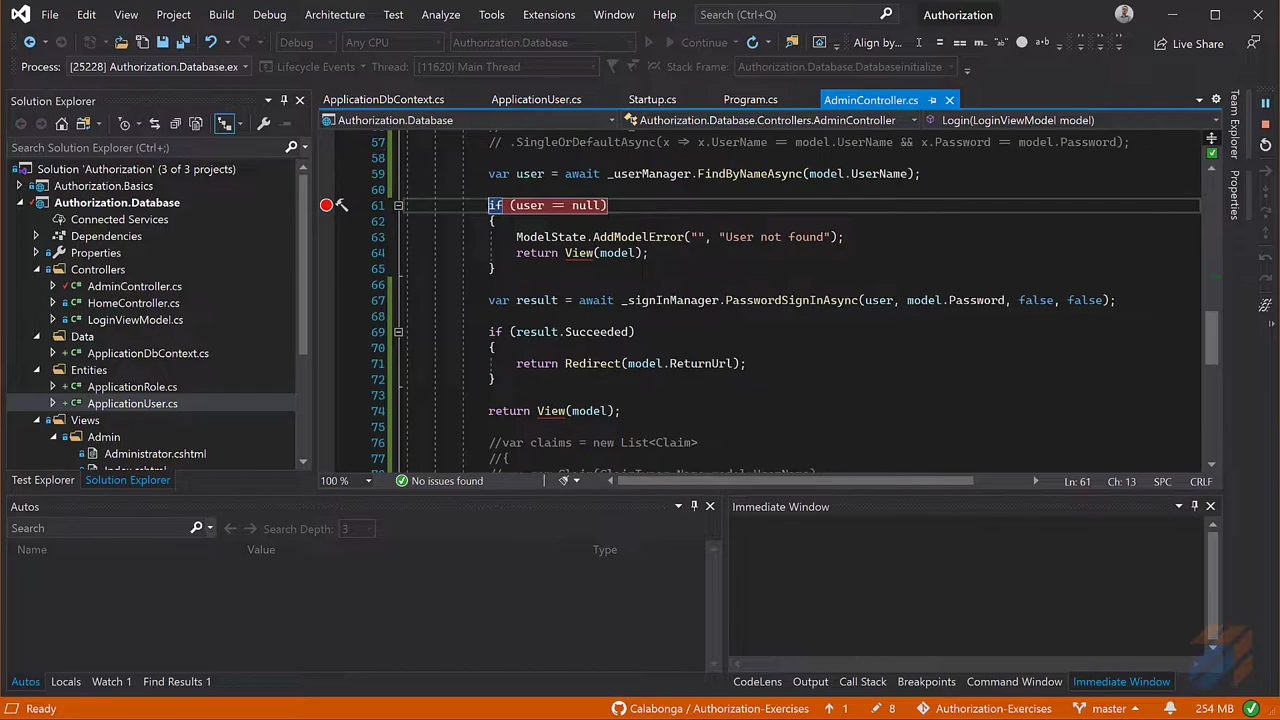 File Edit View Project Build Debug Architecture Test Analyze Tools Extensions Window Help Search (Ctrl+Q) Authorization
Debug Any CPU Authorization.Database Continue Align by... Live Share
Process: [25228] Authorization.Database.ex Lifecycle Events Thread: [11620] Main Thread Stack Frame: Authorization.Database.Databaseinitialize
Solution Explorer
ApplicationDbContext.cs ApplicationUser.cs Startup.cs Program.cs AdminController.cs
Authorization.Database Authorization.Database.Controllers.AdminController Login(LoginViewModel model)
Search Solution Explorer (Ctrl+;)
Solution 'Authorization' (3 of 3 projects)
Authorization.Basics
Authorization.Database
Connected Services
Dependencies
Properties
Controllers
AdminController.cs
HomeController.cs
LoginViewModel.cs
Data
ApplicationDbContext.cs
Entities
ApplicationRole.cs
ApplicationUser.cs
Views
Admin
Administrator.cshtml
Index.cshtml
Test Explorer Solution Explorer
57 // .SingleOrDefaultAsync(x => x.UserName == model.UserName && x.Password == model.Password);
58
59 var user = await _userManager.FindByNameAsync(model.UserName);
60
61 if (user == null)
62 {
63 ModelState.AddModelError("", "User not found");
64 return View(model);
65 }
66
67 var result = await _signInManager.PasswordSignInAsync(user, model.Password, false, false);
68
69 if (result.Succeeded)
70 {
71 return Redirect(model.ReturnUrl);
72 }
73
74 return View(model);
75
76 //var claims = new List<Claim>
77 //{
100 % No issues found Ln: 61 Ch: 13 SPC CRLF
Team Explorer
Properties
Autos
Search Search Depth: 3
Name Value Type
Immediate Window
Autos Locals Watch 1 Find Results 1
CodeLens Output Call Stack Breakpoints Command Window Immediate Window
Ready Calabonga / Authorization-Exercises 1 8 Authorization-Exercises master 254 MB